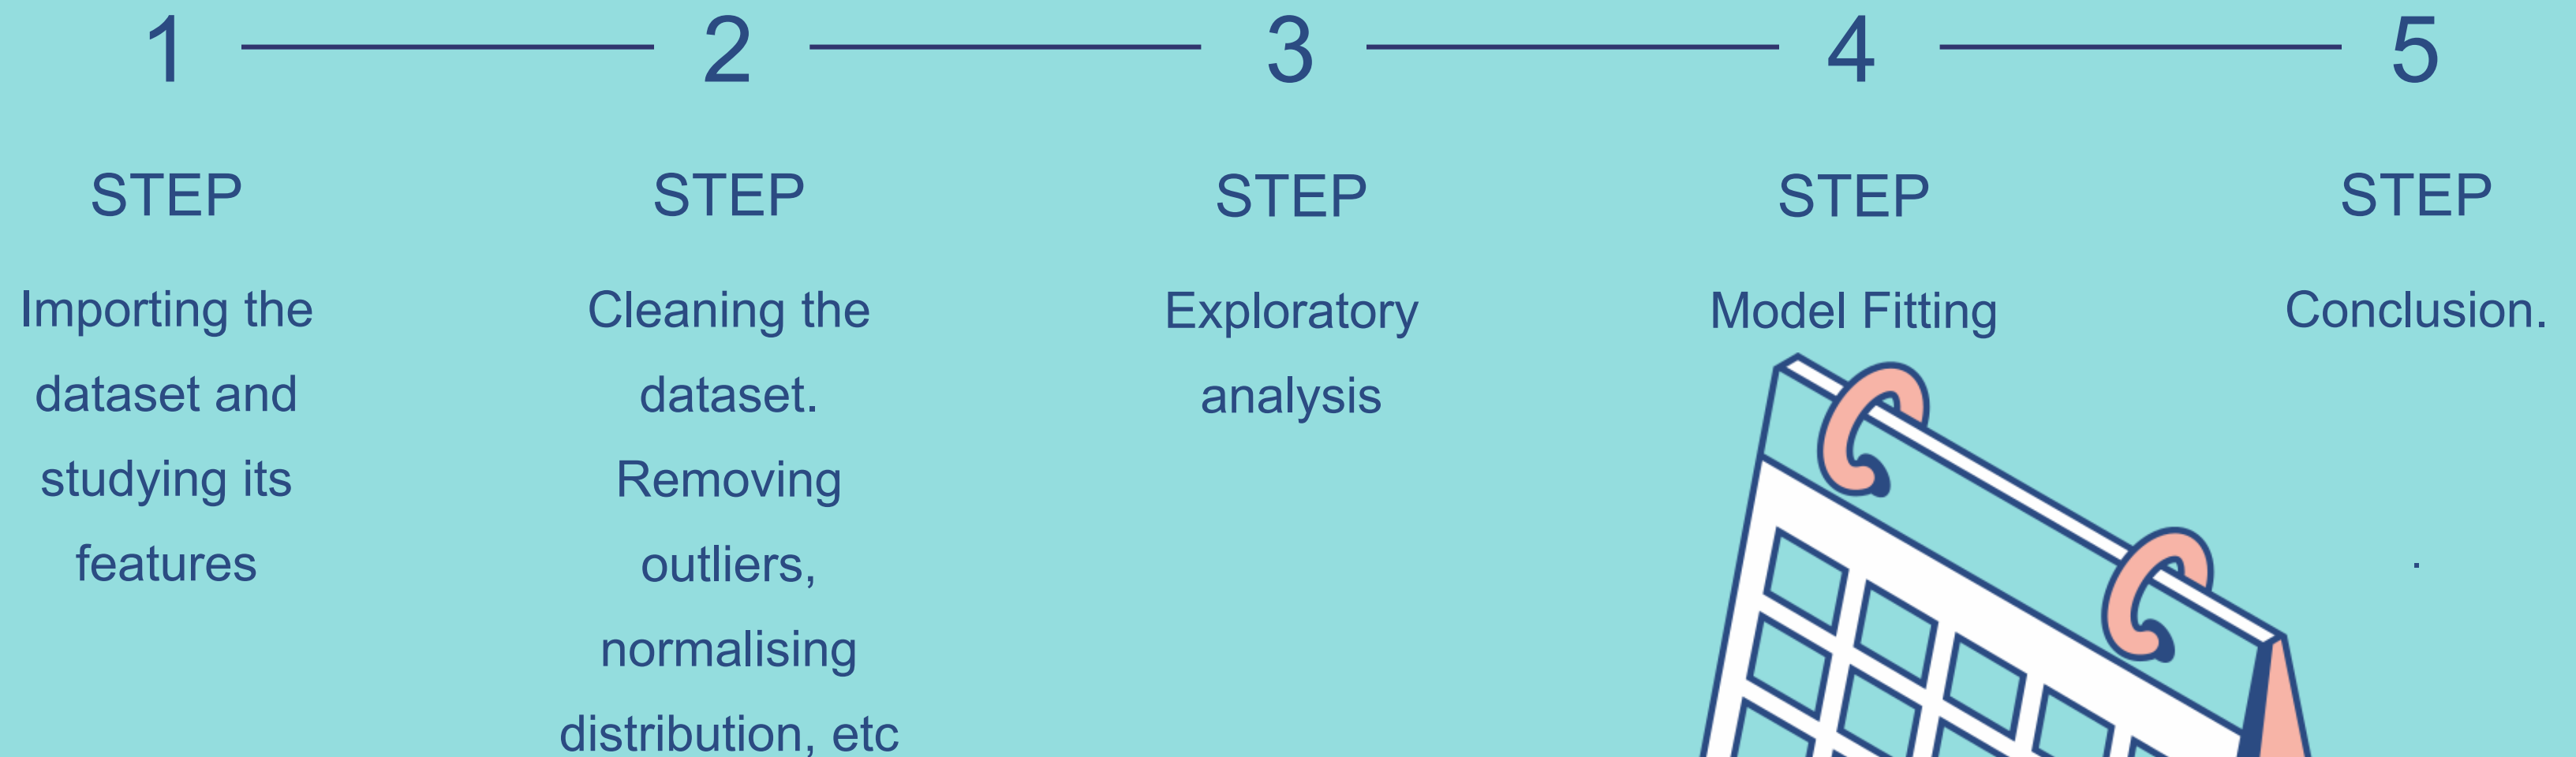 1
2
3
4
5
STEP
STEP
STEP
STEP
STEP
Importing the
dataset and
studying its
features
Cleaning the
dataset.
Removing
outliers,
normalising
distribution, etc
Exploratory
analysis
Model Fitting
Conclusion.
.